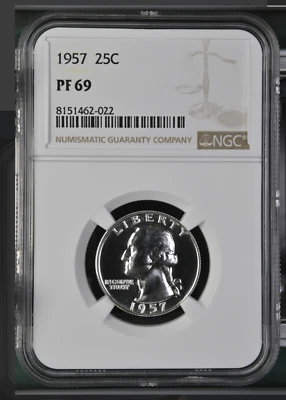 1957 25C
PF 69
8151462-022
NUMISMATIC GUARANTY COMPANY
NGC
LIBERTY
IN GOD WE
TRUST
1957